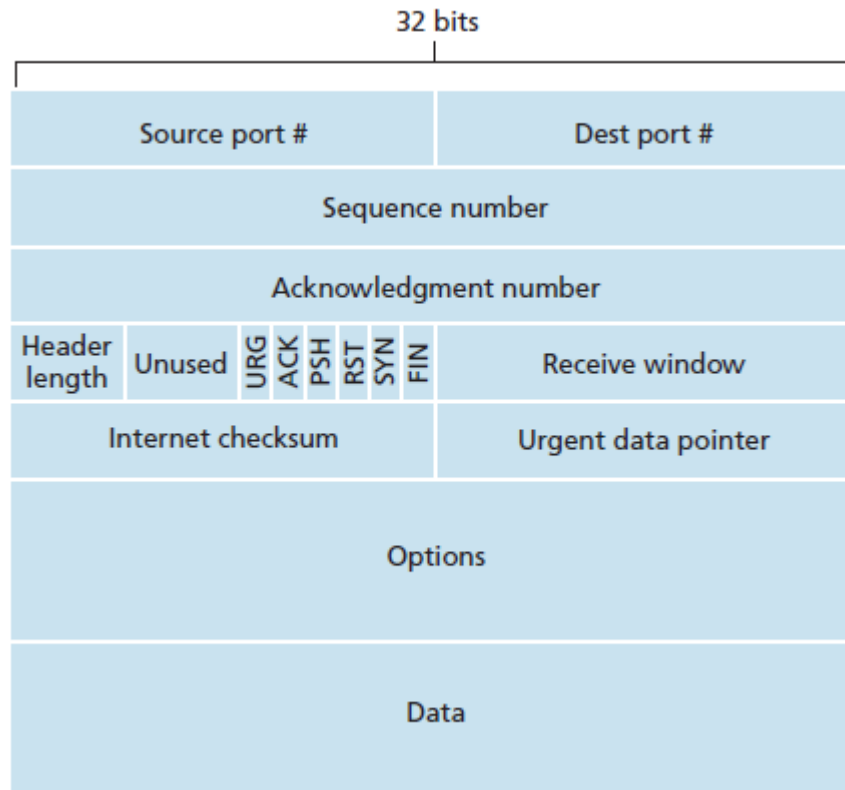 32 bits
Source port #
Dest port #
Sequence number
Acknowledgment number
Header
length
Unused
URG
ACK
PSH
RST
SYN
FIN
Receive window
Internet checksum
Urgent data pointer
Options
Data